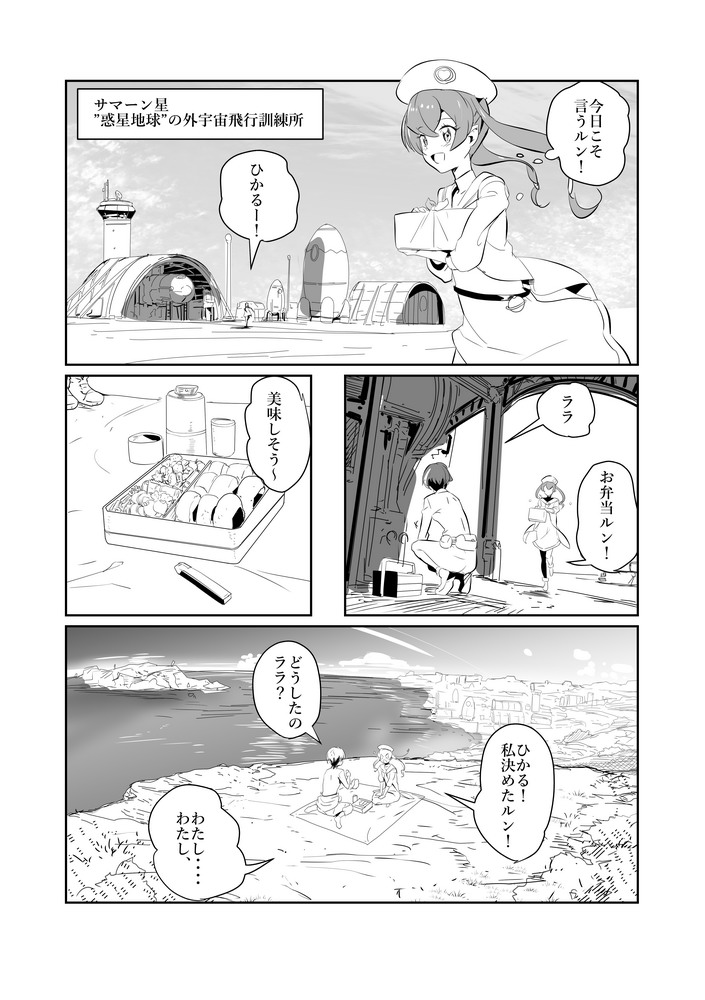 サマーン星
”惑星地球”の外宇宙飛行訓練所
今日こそ
言うルン！
ひかるー！
ララ
お弁当ルン！
美味しそう～
ひかる！
私決めたルン！
どうしたの
ララ？
わたし・・・・
わたし、